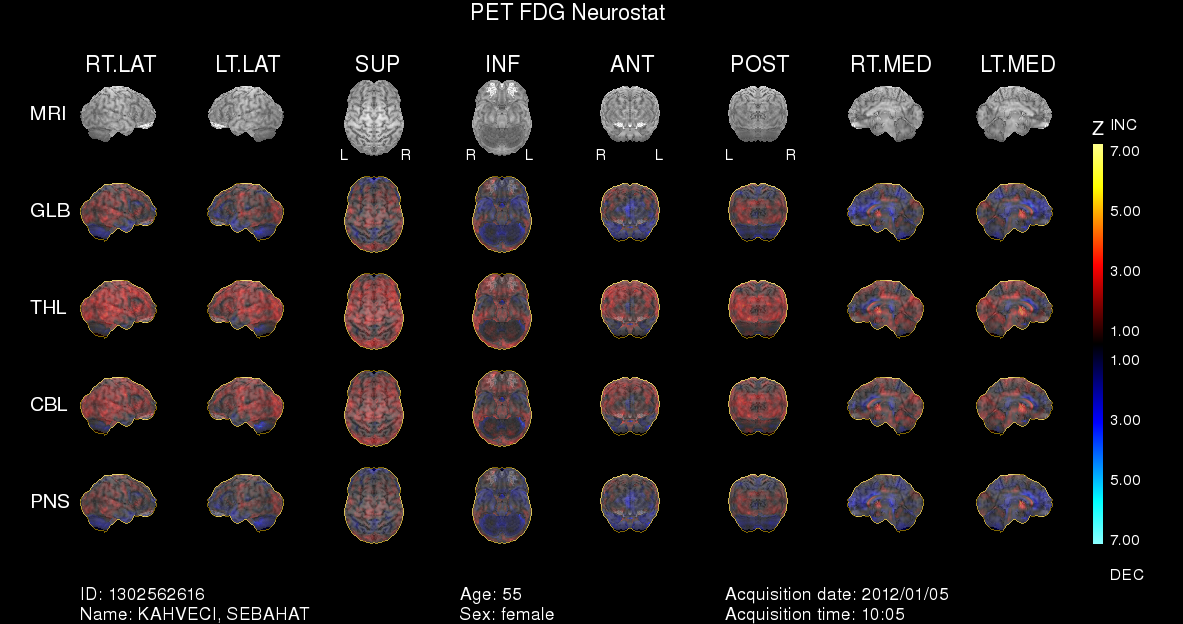 PET FDG Neurostat
RT.LAT LT.LAT SUP INF ANT POST RT.MED LT.MED
MRI
L R R L R L L R
Z INC
7.00
GLB
5.00
THL
3.00
1.00
1.00
CBL
3.00
5.00
PNS
7.00
DEC
ID: 1302562616 Age: 55 Acquisition date: 2012/01/05
Name: KAHVECI, SEBAHAT Sex: female Acquisition time: 10:05